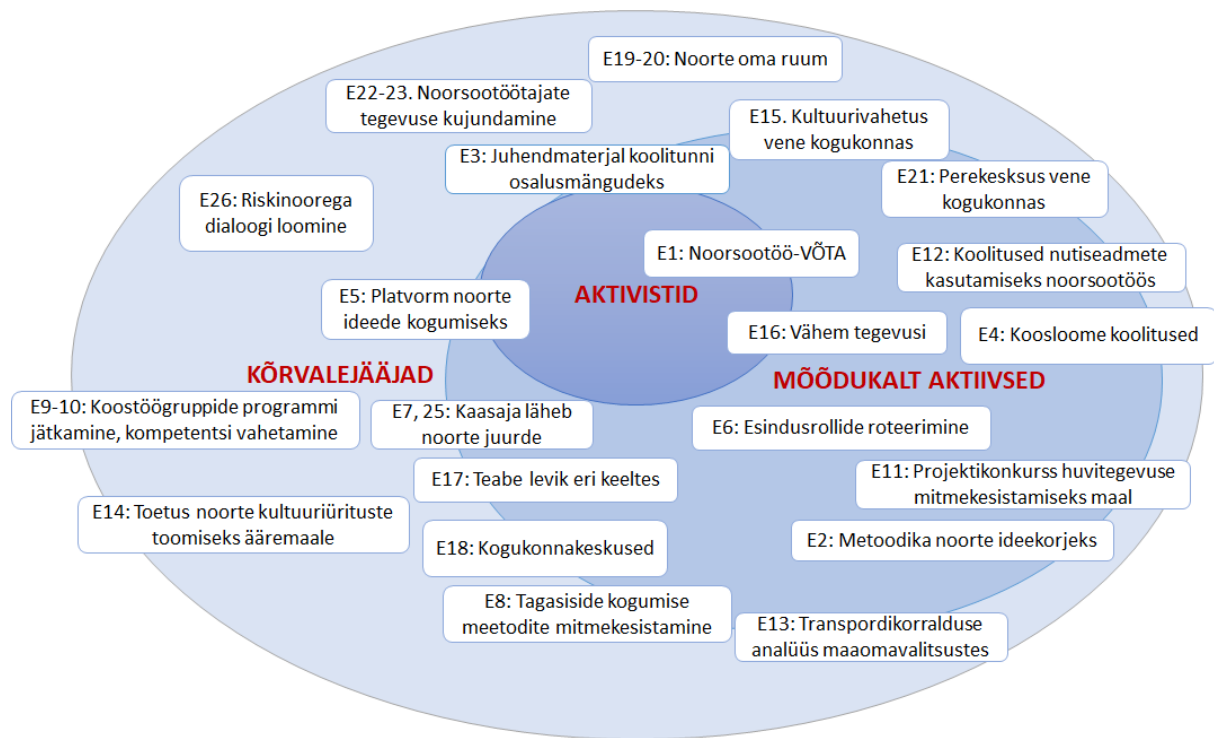 E19-20: Noorte oma ruum
E22-23. Noorsootöötajate
tegevuse kujundamine
E15. Kultuurivahetus
vene kogukonnas
E3: Juhendmaterjal koolitunni
osalusmängudeks
E21: Perekesksus vene
kogukonnas
E26: Riskinoorega
dialoogi loomine
E1: Noorsootöö-VÕTA
E12: Koolitused nutiseadmete
kasutamiseks noorsootöös
AKTIVISTID
E5: Platvorm noorte
ideede kogumiseks
E16: Vähem tegevusi
E4: Koosloome koolitused
KÕRVALEJÄÄJAD
MÕÕDUKALT AKTIIVSED
E9-10: Koostöögruppide programmi
jätkamine, kompetentsi vahetamine
E7, 25: Kaasaja läheb
noorte juurde
E6: Esindusrollide roteerimine
E17: Teabe levik eri keeltes
E11: Projektikonkurss huvitegevuse
mitmekesistamiseks maal
E14: Toetus noorte kultuuriürituste
toomiseks ääremaale
E18: Kogukonnakeskused
E2: Metoodika noorte ideekorjeks
E8: Tagasiside kogumise
meetodite mitmekesistamine
E13: Transpordikorralduse
analüüs maaomavalitsustes